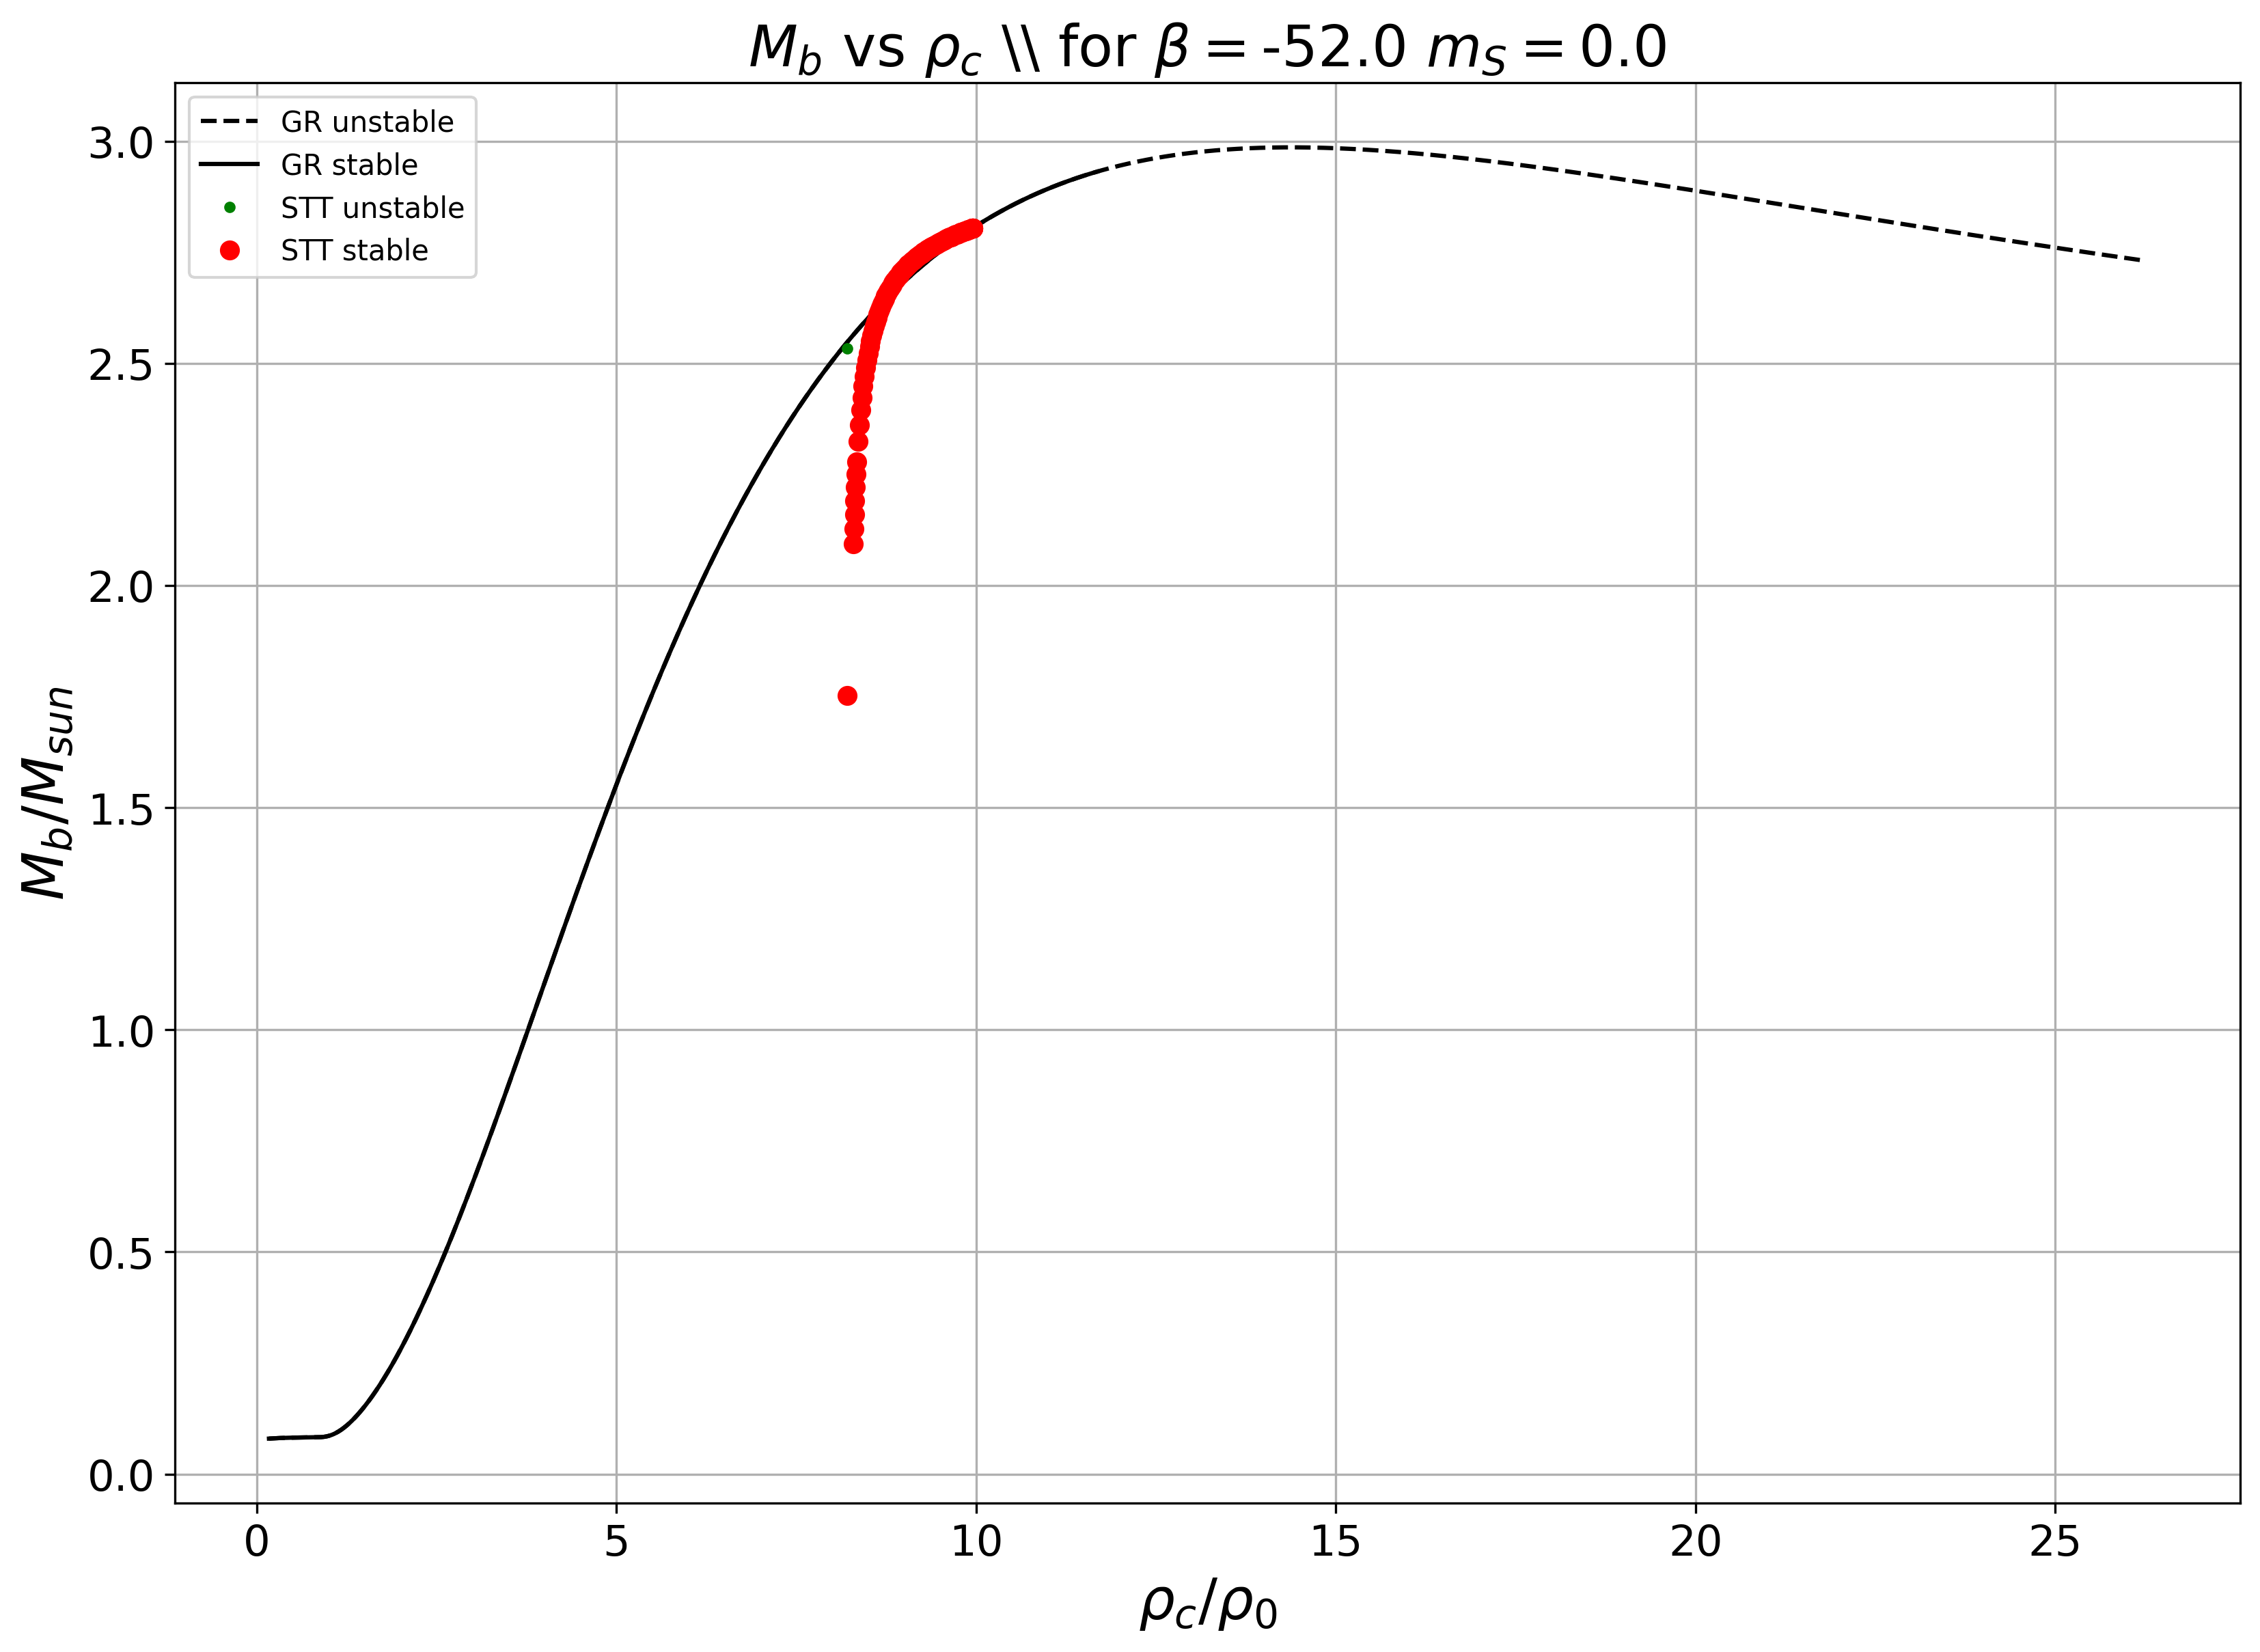 M_b vs ρ_c \\ for β = -52.0 m_S = 0.0
GR unstable
GR stable
STT unstable
STT stable
3.0
2.5
2.0
1.5
1.0
0.5
0.0
M_b/M_sun
0 5 10 15 20 25
ρ_c/ρ_0